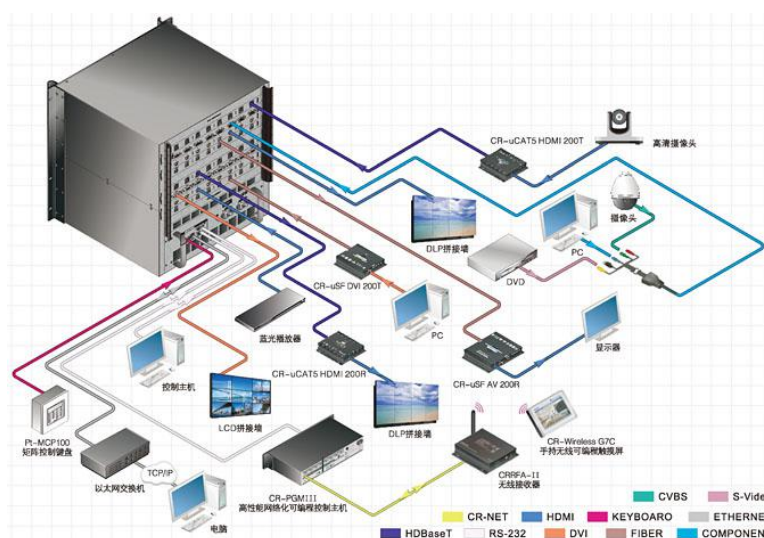 CR-uCAT5 HDMI 200T
高清摄像头
摄像头
DLP拼接墙
PC
DVD
CR-uSF DVI 200T
PC
显示器
蓝光播放器
CR-uSF AV 200R
控制主机
CR-uCAT5 HDMI 200R
LCD拼接墙
DLP拼接墙
Pt-MCP100
矩阵控制键盘
CR-Wireless G7C
手持无线可编程触摸屏
TCP/IP
以太网交换机
CRRFA-II
无线接收器
CR-PGMIII
高性能网络化可编程控制主机
电脑
CVBS
S-Vide
CR-NET
HDMI
KEYBOARO
ETHERNE
HDBaseT
RS-232
DVI
FIBER
COMPONEN